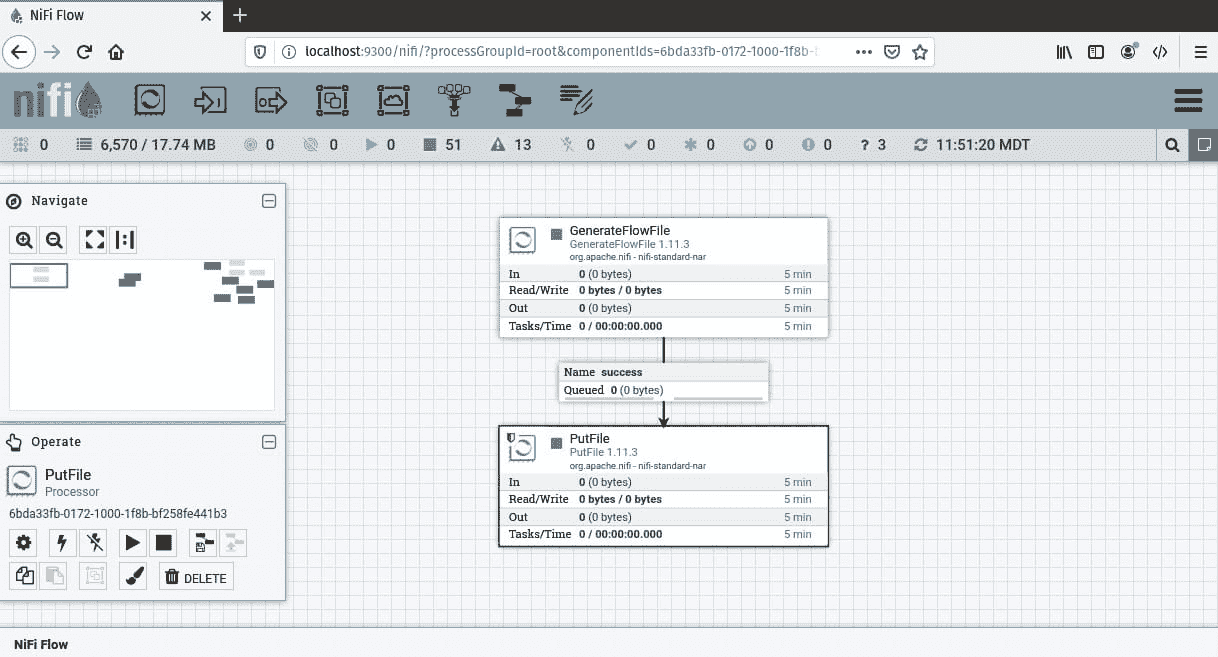 NiFi Flow
localhost:9300/nifi/?processGroupId=root&componentIds=6bda33fb-0172-1000-1f8b-b
nifi
0 6,570 / 17.74 MB 0 0 0 51 13 0 0 0 0 0 ? 3 11:51:20 MDT
Navigate
Operate
PutFile
Processor
6bda33fb-0172-1000-1f8b-bf258fe441b3
DELETE
GenerateFlowFile
GenerateFlowFile 1.11.3
org.apache.nifi - nifi-standard-nar
In 0 (0 bytes) 5 min
Read/Write 0 bytes / 0 bytes 5 min
Out 0 (0 bytes) 5 min
Tasks/Time 0 / 00:00:00.000 5 min
Name success
Queued 0 (0 bytes)
PutFile
PutFile 1.11.3
org.apache.nifi - nifi-standard-nar
In 0 (0 bytes) 5 min
Read/Write 0 bytes / 0 bytes 5 min
Out 0 (0 bytes) 5 min
Tasks/Time 0 / 00:00:00.000 5 min
NiFi Flow